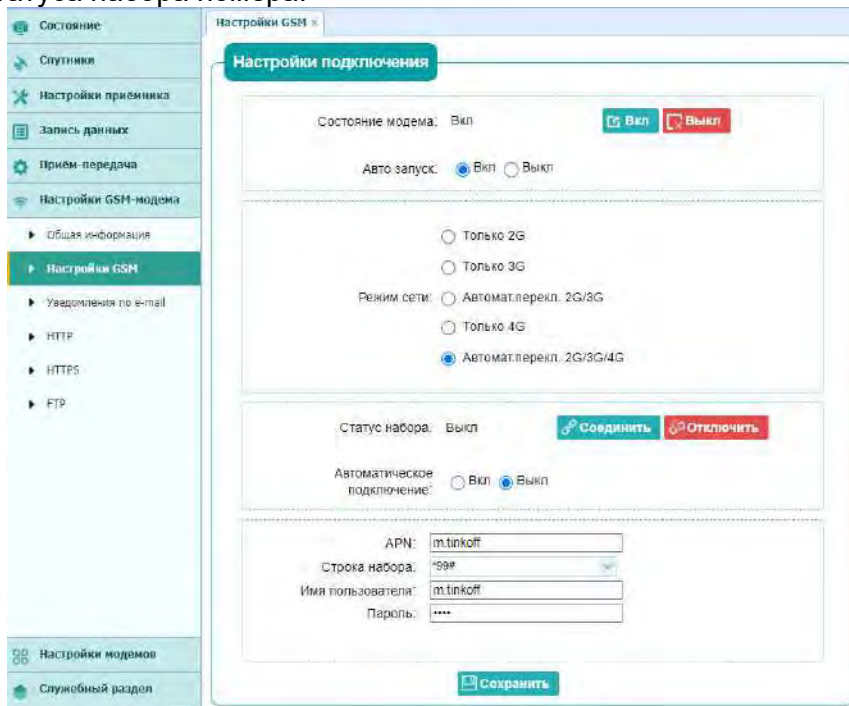 статуса набора номера.
Состояние
Спутники
Настройки приёмника
Запись данных
Приём-передача
Настройки GSM-модема
Общая информация
Настройки GSM
Уведомления по e-mail
HTTP
HTTPS
FTP
Настройки модемов
Служебный раздел
Настройки GSM ×
Настройки подключения
Состояние модема: Вкл Вкл Выкл
Авто запуск: Вкл Выкл
Только 2G
Только 3G
Режим сети: Автомат.перекл. 2G/3G
Только 4G
Автомат.перекл. 2G/3G/4G
Статус набора: Выкл Соединить Отключить
Автоматическое
подключение: Вкл Выкл
APN: m.tinkoff
Строка набора: *99#
Имя пользователя: m.tinkoff
Пароль: ••••
Сохранить